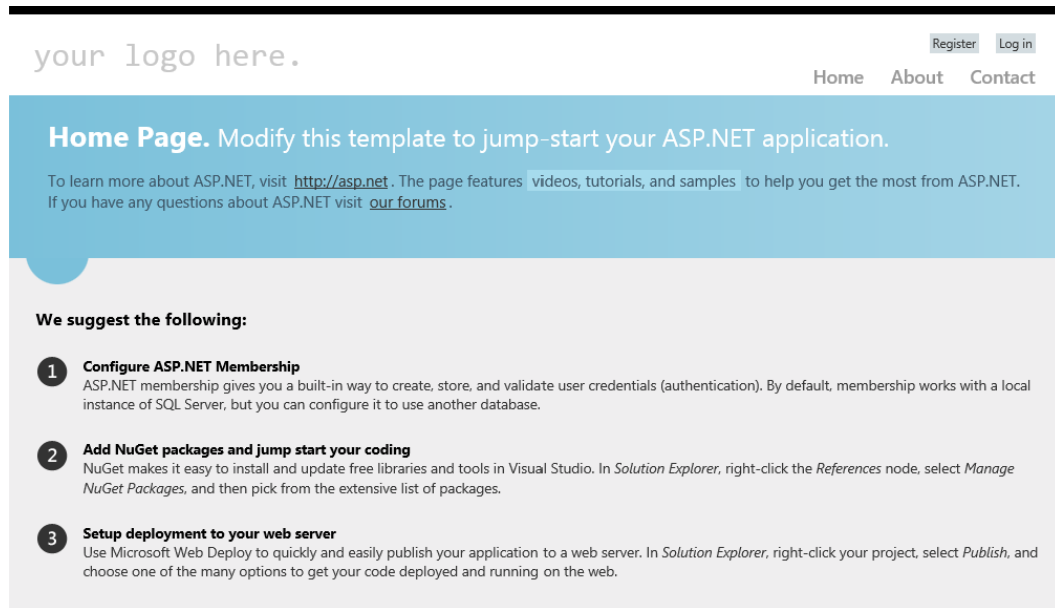 your logo here.
Register Log in
Home About Contact
Home Page. Modify this template to jump-start your ASP.NET application.
To learn more about ASP.NET, visit http://asp.net. The page features videos, tutorials, and samples to help you get the most from ASP.NET.
If you have any questions about ASP.NET visit our forums.
We suggest the following:
1 Configure ASP.NET Membership
ASP.NET membership gives you a built-in way to create, store, and validate user credentials (authentication). By default, membership works with a local
instance of SQL Server, but you can configure it to use another database.
2 Add NuGet packages and jump start your coding
NuGet makes it easy to install and update free libraries and tools in Visual Studio. In Solution Explorer, right-click the References node, select Manage
NuGet Packages, and then pick from the extensive list of packages.
3 Setup deployment to your web server
Use Microsoft Web Deploy to quickly and easily publish your application to a web server. In Solution Explorer, right-click your project, select Publish, and
choose one of the many options to get your code deployed and running on the web.